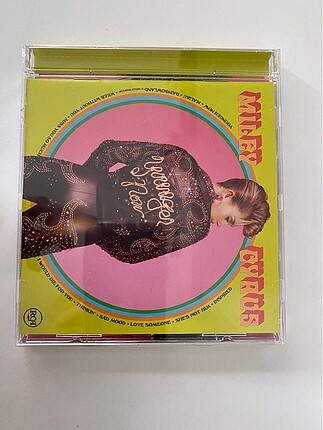 MILEY CYRUS
YOUNGER NOW • MALIBU • RAINBOWLAND
WEEK WITHOUT YOU • MISS YOU SO MUCH
I WOULD DIE FOR YOU • THINKIN' • BAD MOOD • LOVE SOMEONE • SHE'S NOT HIM • INSPIRED
Younger
Now
RCA